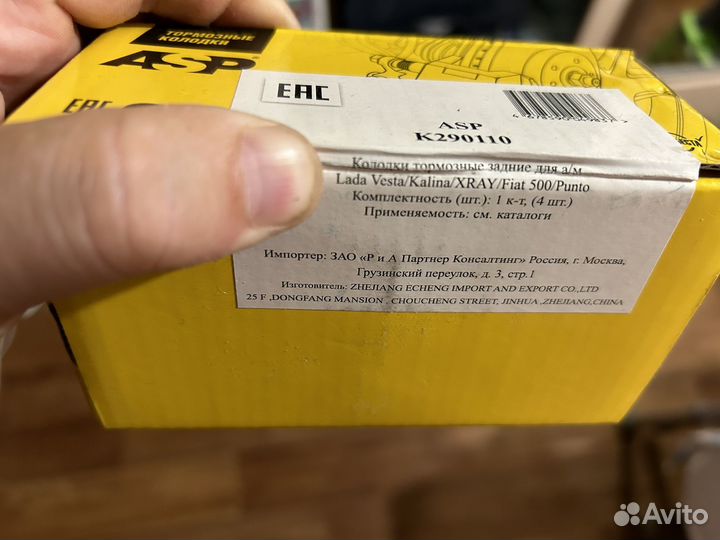 ТОРМОЗНЫЕ
КОЛОДКИ
ASP
ЕАС
EAC
ASP
K290110
Колодки тормозные задние для а/м
Lada Vesta/Kalina/XRAY/Fiat 500/Punto
Комплектность (шт.): 1 к-т, (4 шт.)
Применяемость: см. каталоги
Импортер: ЗАО «Р и А Партнер Консалтинг» Россия, г. Москва,
Грузинский переулок, д. 3, стр.1
Изготовитель: ZHEJIANG ECHENG IMPORT AND EXPORT CO.,LTD
25 F ,DONGFANG MANSION , CHOUCHENG STREET, JINHUA ,ZHEJIANG,CHINA
Avito